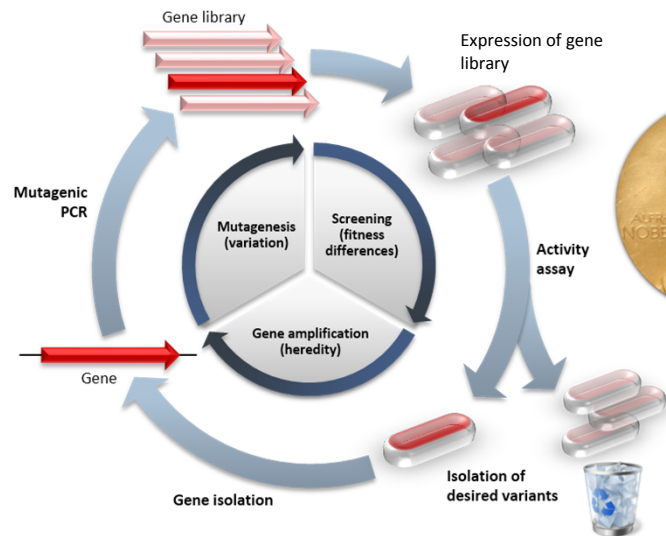 Gene library
Expression of gene
library
Mutagenic
PCR
Mutagenesis
(variation)
Screening
(fitness
differences)
Activity
assay
Gene amplification
(heredity)
Gene
Gene isolation
Isolation of
desired variants
NOBE